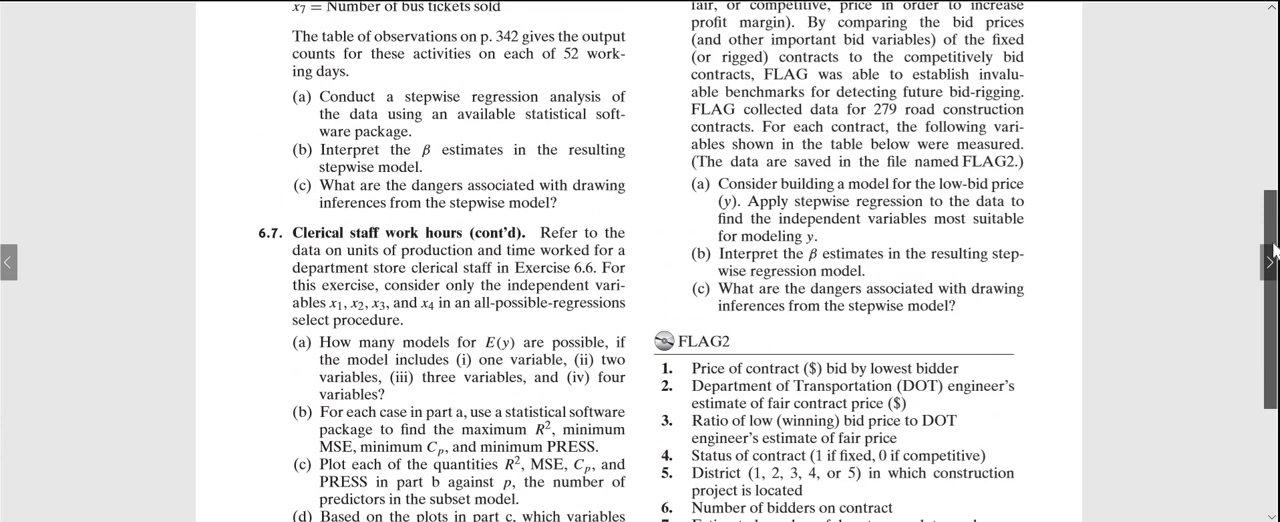 x7 = Number of bus tickets sold
The table of observations on p. 342 gives the output
counts for these activities on each of 52 work-
ing days.
(a) Conduct a stepwise regression analysis of
the data using an available statistical soft-
ware package.
(b) Interpret the β estimates in the resulting
stepwise model.
(c) What are the dangers associated with drawing
inferences from the stepwise model?
6.7. Clerical staff work hours (cont'd). Refer to the
data on units of production and time worked for a
department store clerical staff in Exercise 6.6. For
this exercise, consider only the independent vari-
ables x1, x2, x3, and x4 in an all-possible-regressions
select procedure.
(a) How many models for E(y) are possible, if
the model includes (i) one variable, (ii) two
variables, (iii) three variables, and (iv) four
variables?
(b) For each case in part a, use a statistical software
package to find the maximum R², minimum
MSE, minimum Cp, and minimum PRESS.
(c) Plot each of the quantities R², MSE, Cp, and
PRESS in part b against p, the number of
predictors in the subset model.
(d) Based on the plots in part c, which variables
fair, or competitive, price in order to increase
profit margin). By comparing the bid prices
(and other important bid variables) of the fixed
(or rigged) contracts to the competitively bid
contracts, FLAG was able to establish invalu-
able benchmarks for detecting future bid-rigging.
FLAG collected data for 279 road construction
contracts. For each contract, the following vari-
ables shown in the table below were measured.
(The data are saved in the file named FLAG2.)
(a) Consider building a model for the low-bid price
(y). Apply stepwise regression to the data to
find the independent variables most suitable
for modeling y.
(b) Interpret the β estimates in the resulting step-
wise regression model.
(c) What are the dangers associated with drawing
inferences from the stepwise model?
FLAG2
1. Price of contract ($) bid by lowest bidder
2. Department of Transportation (DOT) engineer's
estimate of fair contract price ($)
3. Ratio of low (winning) bid price to DOT
engineer's estimate of fair price
4. Status of contract (1 if fixed, 0 if competitive)
5. District (1, 2, 3, 4, or 5) in which construction
project is located
6. Number of bidders on contract